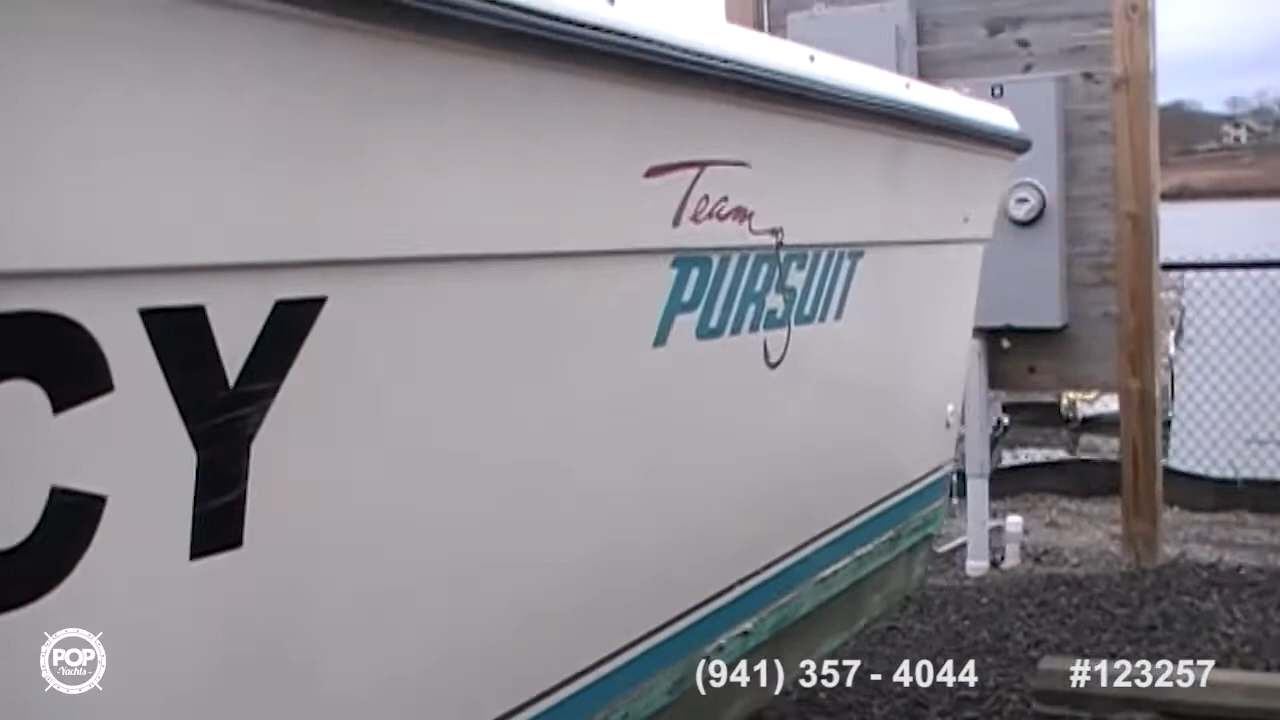 Team
PURSUIT
CY
POP
Yachts
(941) 357 - 4044
#123257